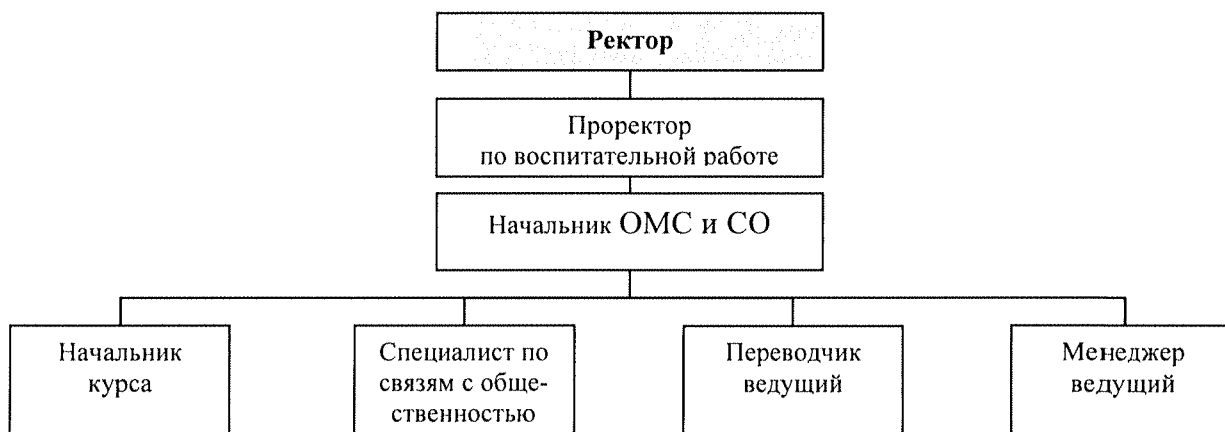 Ректор
Проректор
по воспитательной работе
Начальник ОМС и СО
Начальник
курса
Специалист по
связям с обще-
ственностью
Переводчик
ведущий
Менеджер
ведущий